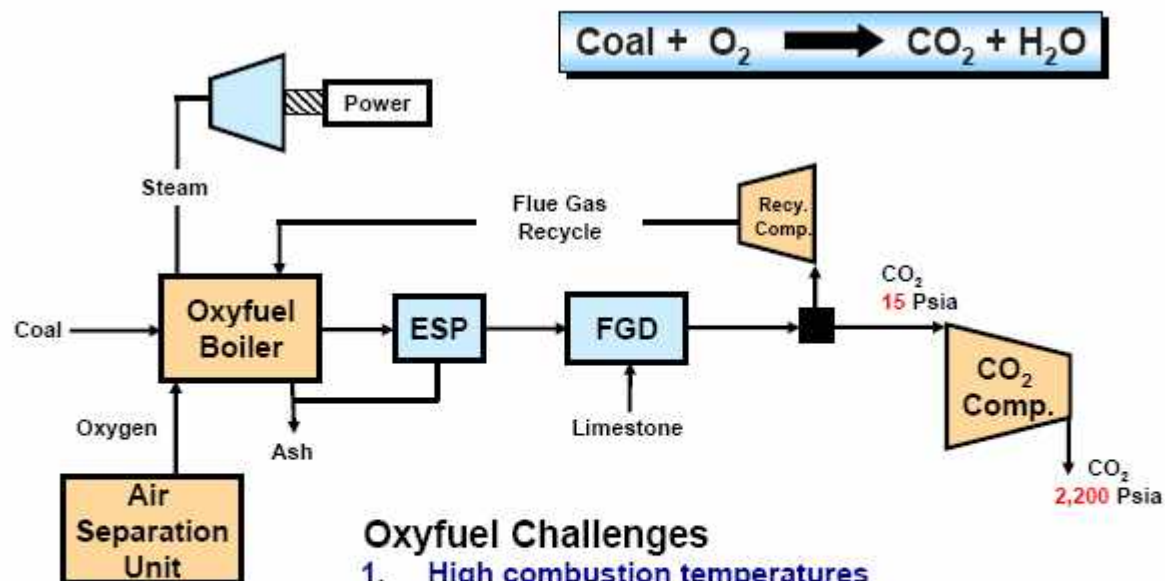 Coal + O₂ → CO₂ + H₂O
Power
Steam
Flue Gas
Recycle
Recy.
Comp.
CO₂
15 Psia
Coal
Oxyfuel
Boiler
ESP
FGD
CO₂
Comp.
Oxygen
Ash
Limestone
CO₂
2,200 Psia
Air
Separation
Unit
Oxyfuel Challenges
1. High combustion temperatures